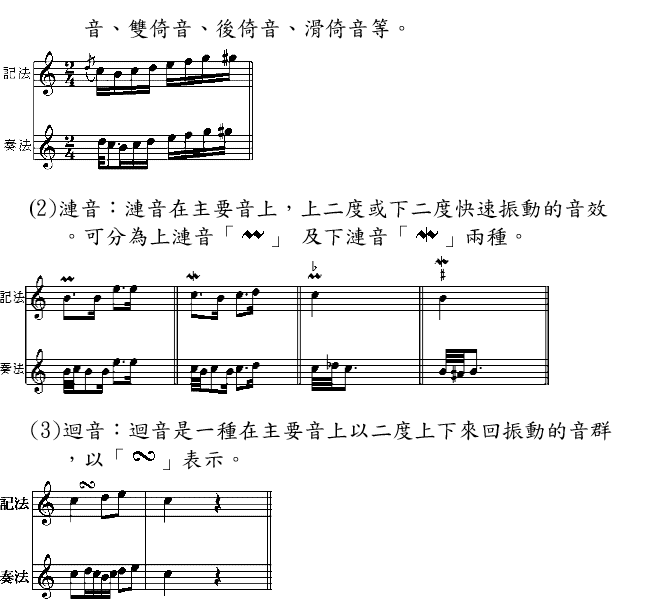 音、雙倚音、後倚音、滑倚音等。
記法
奏法
(2)漣音：漣音在主要音上，上二度或下二度快速振動的音效
。可分為上漣音「 」 及下漣音「 」兩種。
記法
奏法
(3)迴音：迴音是一種在主要音上以二度上下來回振動的音群
，以「 」表示。
記法
奏法